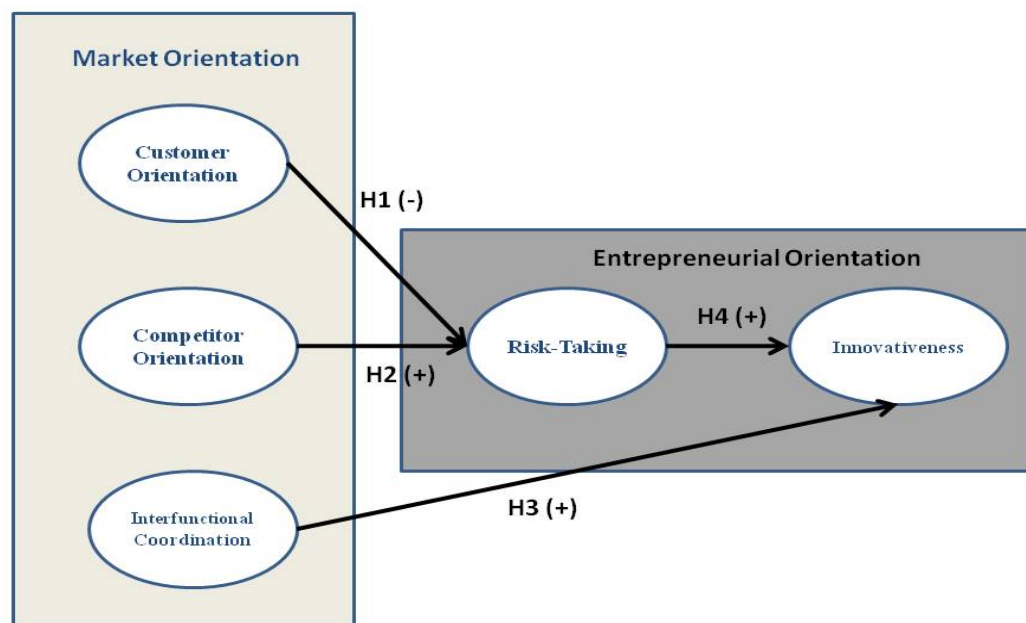 Market Orientation
Customer
Orientation
H1 (-)
Entrepreneurial Orientation
Competitor
Orientation
H2 (+)
Risk-Taking
H4 (+)
Innovativeness
Interfunctional
Coordination
H3 (+)